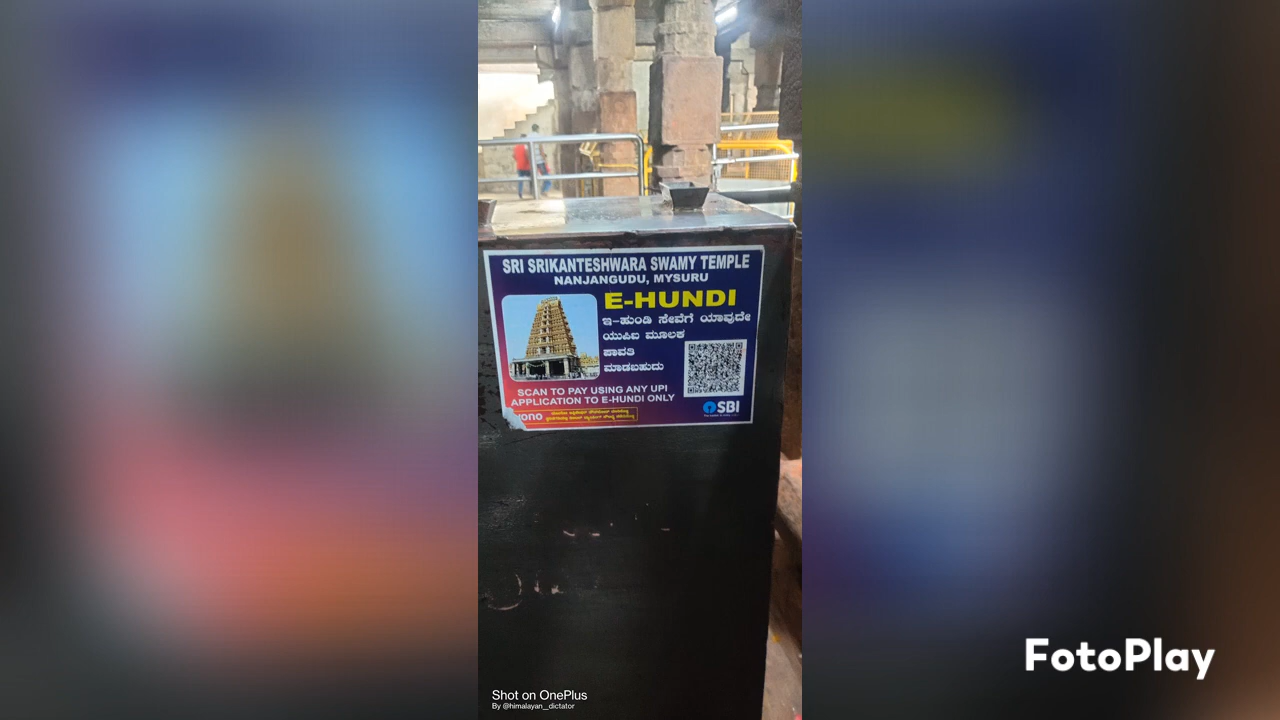 SRI SRIKANTESHWARA SWAMY TEMPLE
NANJANGUDU, MYSURU
E-HUNDI
ಇ-ಹುಂಡಿ ಸೇವೆಗೆ ಯಾವುದೇ
ಯುಪಿಐ ಮೂಲಕ
ಪಾವತಿ
ಮಾಡಬಹುದು
SCAN TO PAY USING ANY UPI
APPLICATION TO E-HUNDI ONLY
yono
SBI
Shot on OnePlus
By @himalayan_dictator
FotoPlay